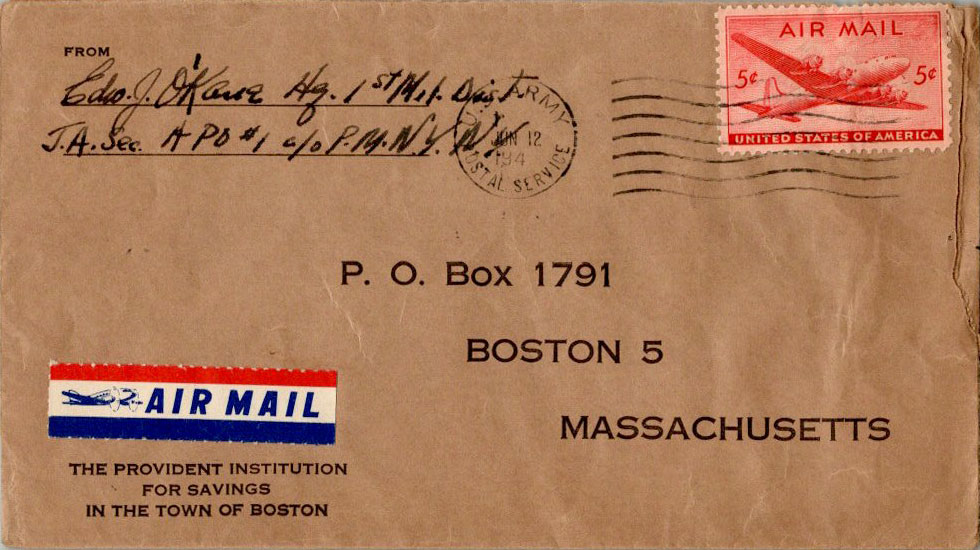 FROM
Edw. J. O'Kane Hq. 1st Mil. Dist.
J.A. Sec. APO #1 c/o P.M. N.Y. N.Y.
U.S. ARMY
JUN 12
194
POSTAL SERVICE
AIR MAIL
5¢ 5¢
UNITED STATES OF AMERICA
P. O. Box 1791
BOSTON 5
MASSACHUSETTS
AIR MAIL
THE PROVIDENT INSTITUTION
FOR SAVINGS
IN THE TOWN OF BOSTON